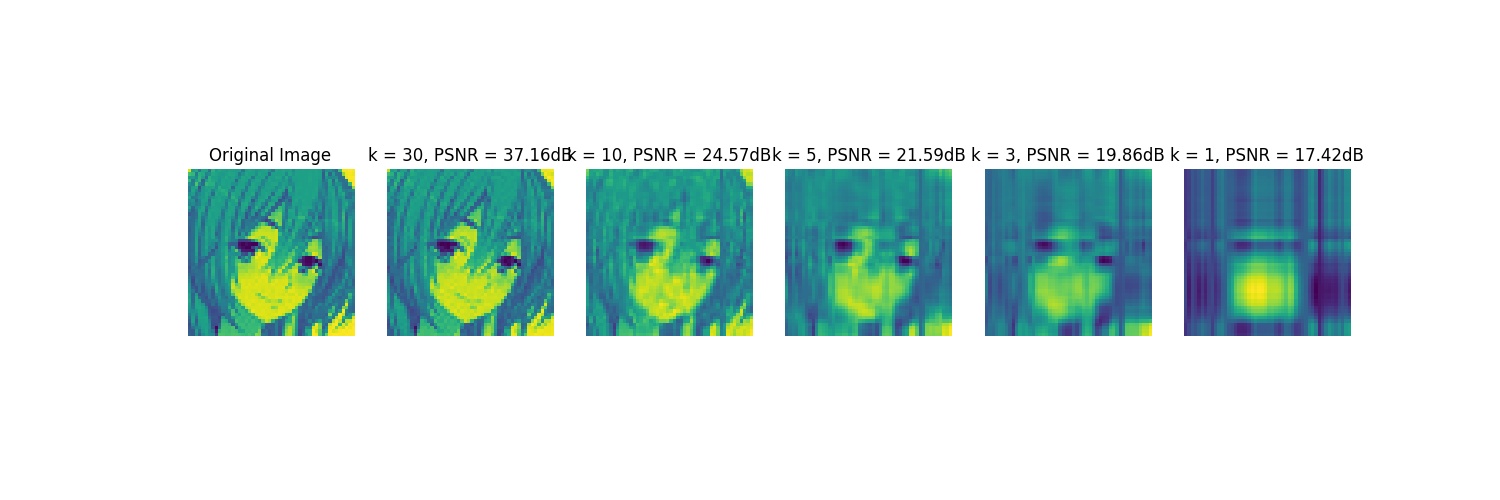 Original Image
k = 30, PSNR = 37.16dB
k = 10, PSNR = 24.57dB
k = 5, PSNR = 21.59dB
k = 3, PSNR = 19.86dB
k = 1, PSNR = 17.42dB